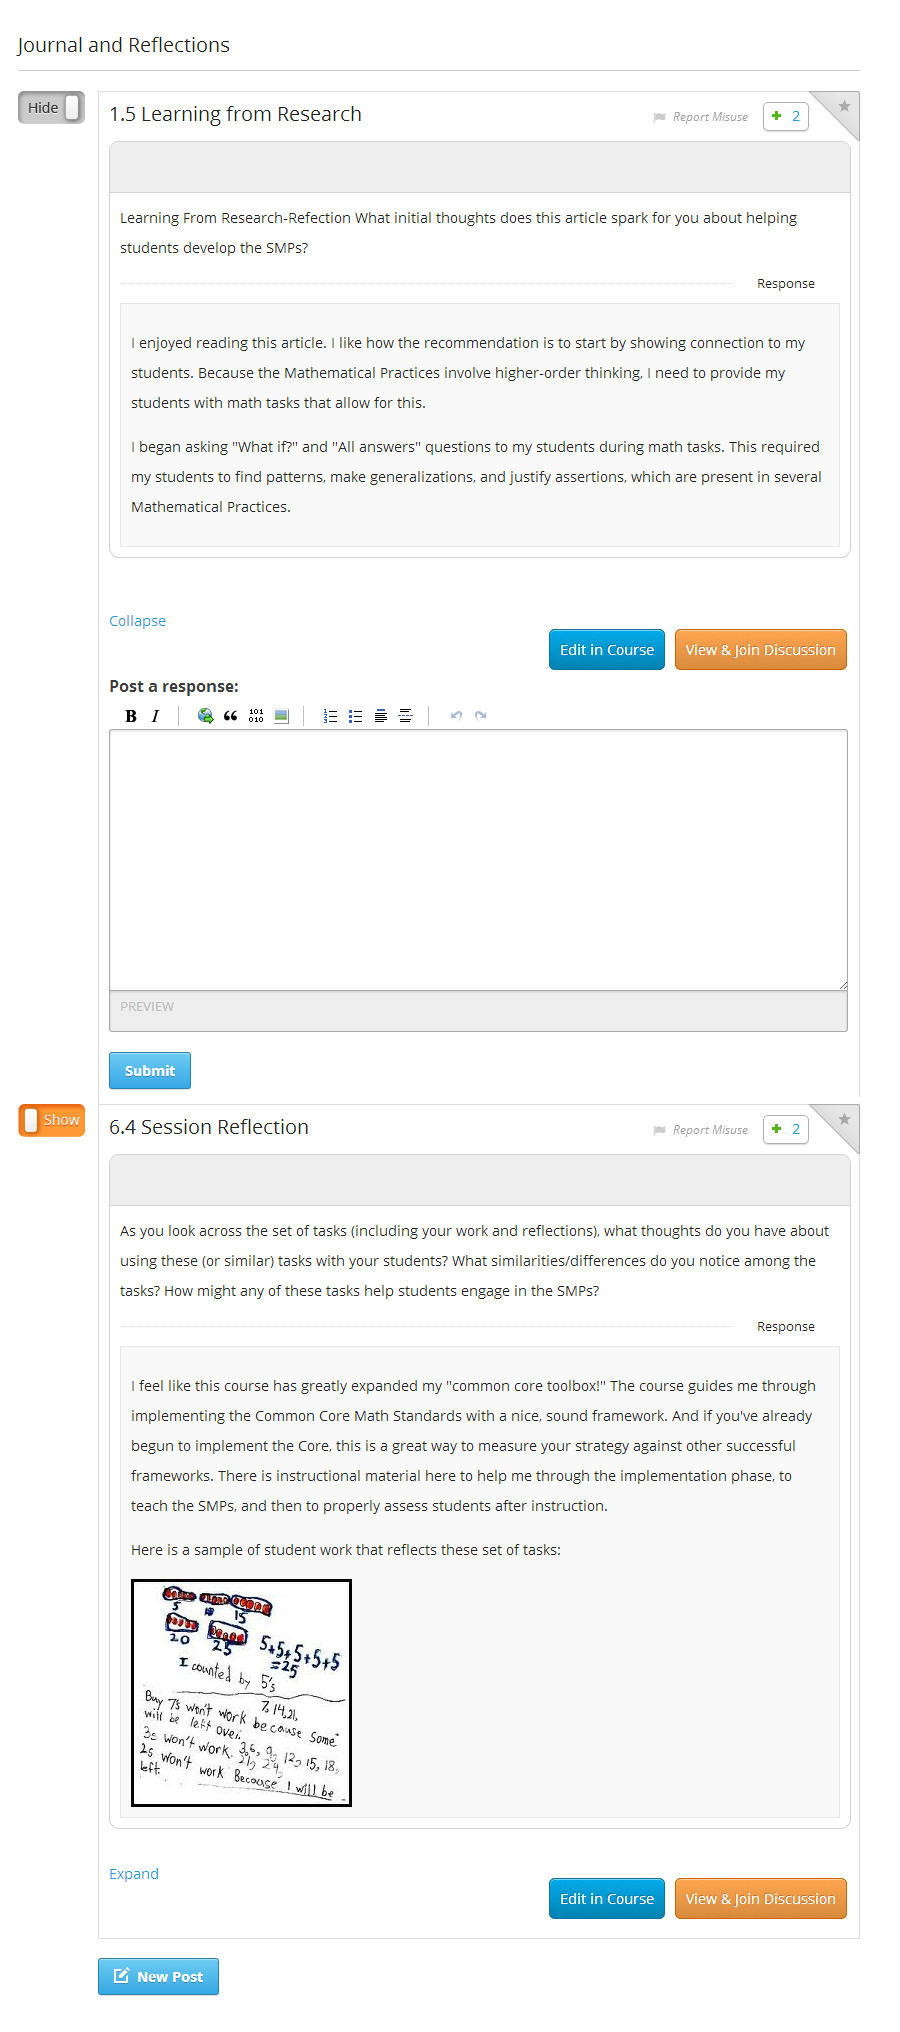 Journal and Reflections
Hide
1.5 Learning from Research
Report Misuse
+ 2
Learning From Research-Refection What initial thoughts does this article spark for you about helping
students develop the SMPs?
Response
I enjoyed reading this article. I like how the recommendation is to start by showing connection to my
students. Because the Mathematical Practices involve higher-order thinking, I need to provide my
students with math tasks that allow for this.
I began asking "What if?" and "All answers" questions to my students during math tasks. This required
my students to find patterns, make generalizations, and justify assertions, which are present in several
Mathematical Practices.
Collapse
Edit in Course
View & Join Discussion
Post a response:
B I
PREVIEW
Submit
Show
6.4 Session Reflection
Report Misuse
+ 2
As you look across the set of tasks (including your work and reflections), what thoughts do you have about
using these (or similar) tasks with your students? What similarities/differences do you notice among the
tasks? How might any of these tasks help students engage in the SMPs?
Response
I feel like this course has greatly expanded my "common core toolbox!" The course guides me through
implementing the Common Core Math Standards with a nice, sound framework. And if you've already
begun to implement the Core, this is a great way to measure your strategy against other successful
frameworks. There is instructional material here to help me through the implementation phase, to
teach the SMPs, and then to properly assess students after instruction.
Here is a sample of student work that reflects these set of tasks:
5 10 15
20 25
5+5+5+5+5
=25
I counted by 5's
7, 14, 21,
Buy 7s won't work because some
will be left over.
3s won't work. 3, 6, 9, 12, 15, 18,
21, 24,
2s won't work Because I will be
left.
Expand
Edit in Course
View & Join Discussion
New Post